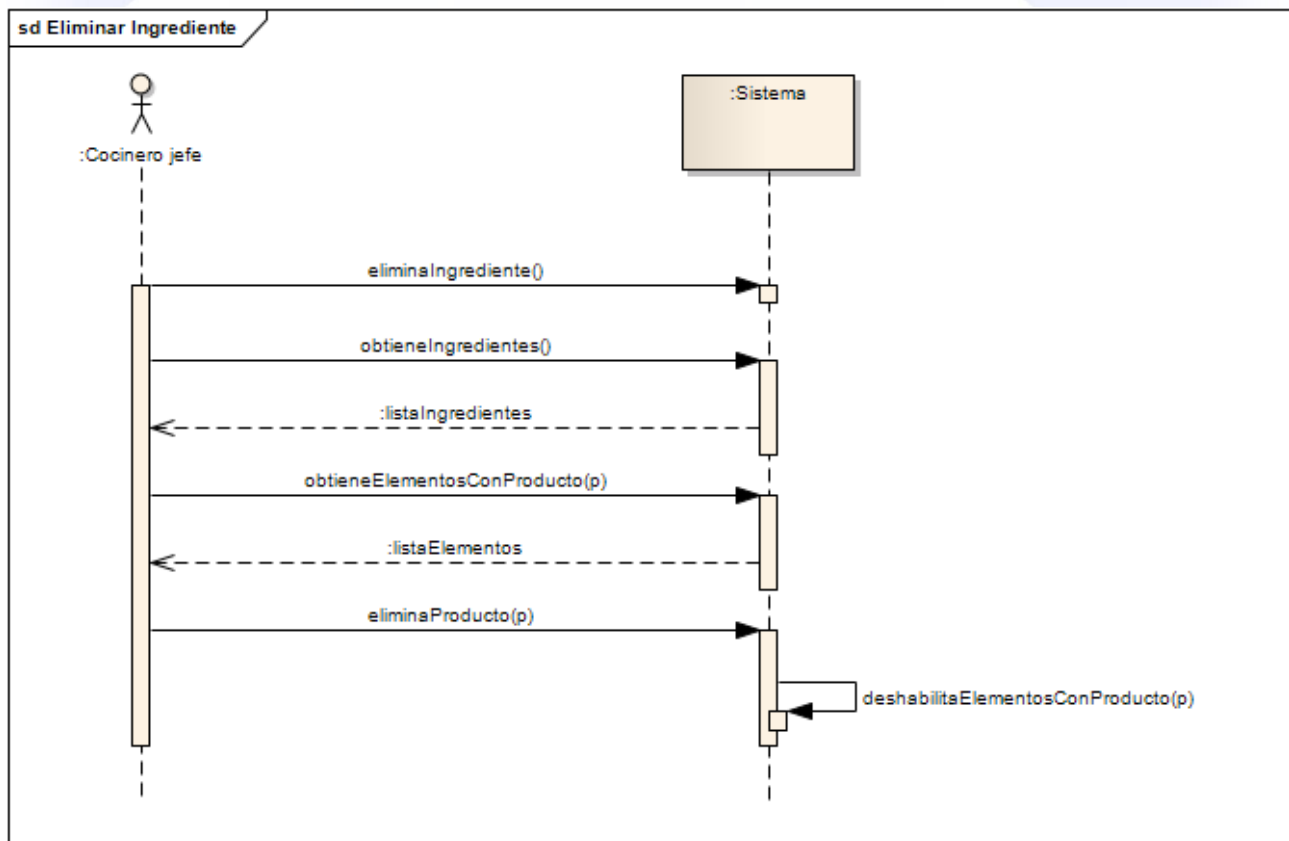 sd Eliminar Ingrediente
:Cocinero jefe
:Sistema
eliminaIngrediente()
obtieneIngredientes()
:listaIngredientes
obtieneElementosConProducto(p)
:listaElementos
eliminaProducto(p)
deshabilitaElementosConProducto(p)